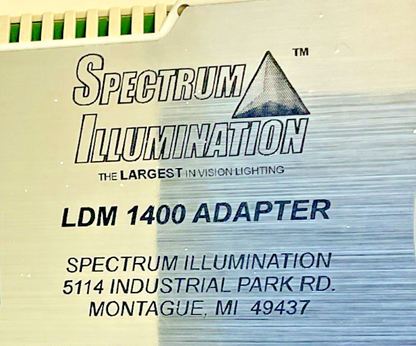 SPECTRUM TM
ILLUMINATION
THE LARGEST IN VISION LIGHTING
LDM 1400 ADAPTER
SPECTRUM ILLUMINATION
5114 INDUSTRIAL PARK RD.
MONTAGUE, MI 49437